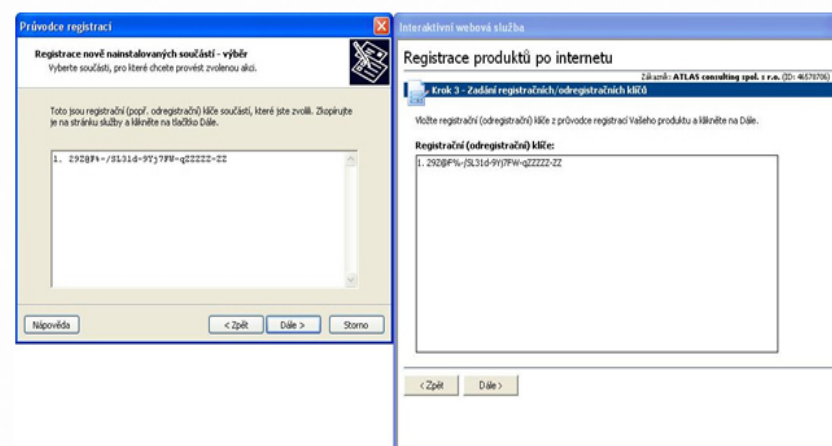 Průvodce registrací
Registrace nově nainstalovaných součástí - výběr
Vyberte součásti, pro které chcete provést zvolenou akci.
Toto jsou registrační (popř. odregistrační) klíče součástí, které jste zvolili. Zkopírujte
je na stránku služby a klikněte na tlačítko Dále.
1. 29Z@F%-/SL31d-9Yj7FW-qZZZZZ-ZZ
Nápověda
< Zpět
Dále >
Storno
Interaktivní webová služba
Registrace produktů po internetu
Zákazník: ATLAS consulting spol. s r.o. (ID: 46578706)
Krok 3 - Zadání registračních/odregistračních klíčů
Vložte registrační (odregistrační) klíče z průvodce registrací Vašeho produktu a klikněte na Dále.
Registrační (odregistrační) klíče:
1. 29Z@F%-/SL31d-9Yj7FW-qZZZZZ-ZZ
< Zpět
Dále >